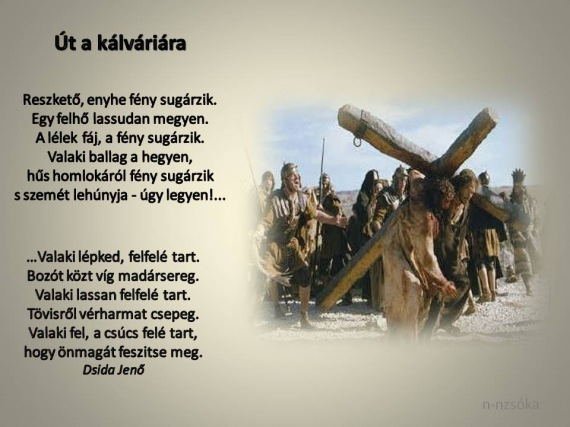 Út a kálváriára
Reszkető, enyhe fény sugárzik.
Egy felhő lassudan megyen.
A lélek fáj, a fény sugárzik.
Valaki ballag a hegyen,
hűs homlokáról fény sugárzik
s szemét lehúnyja - úgy legyen!...
...Valaki lépked, felfelé tart.
Bozót közt víg madársereg.
Valaki lassan felfelé tart.
Tövisről vérharmat csepeg.
Valaki fel, a csúcs felé tart,
hogy önmagát feszitse meg.
Dsida Jenő
n-nzsóka